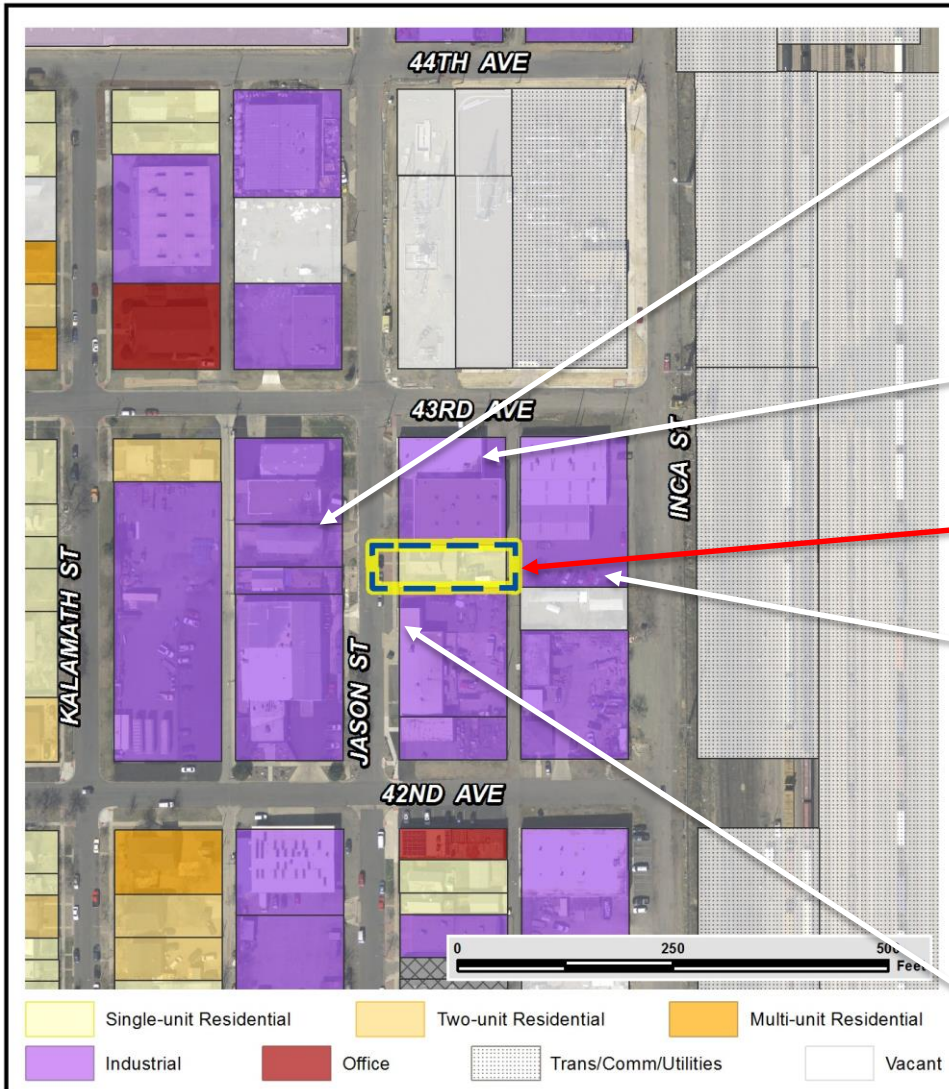 44TH AVE
43RD AVE
INCA ST
KALAMATH ST
JASON ST
42ND AVE
0 250 500
Feet
Single-unit Residential Two-unit Residential Multi-unit Residential
Industrial Office Trans/Comm/Utilities Vacant